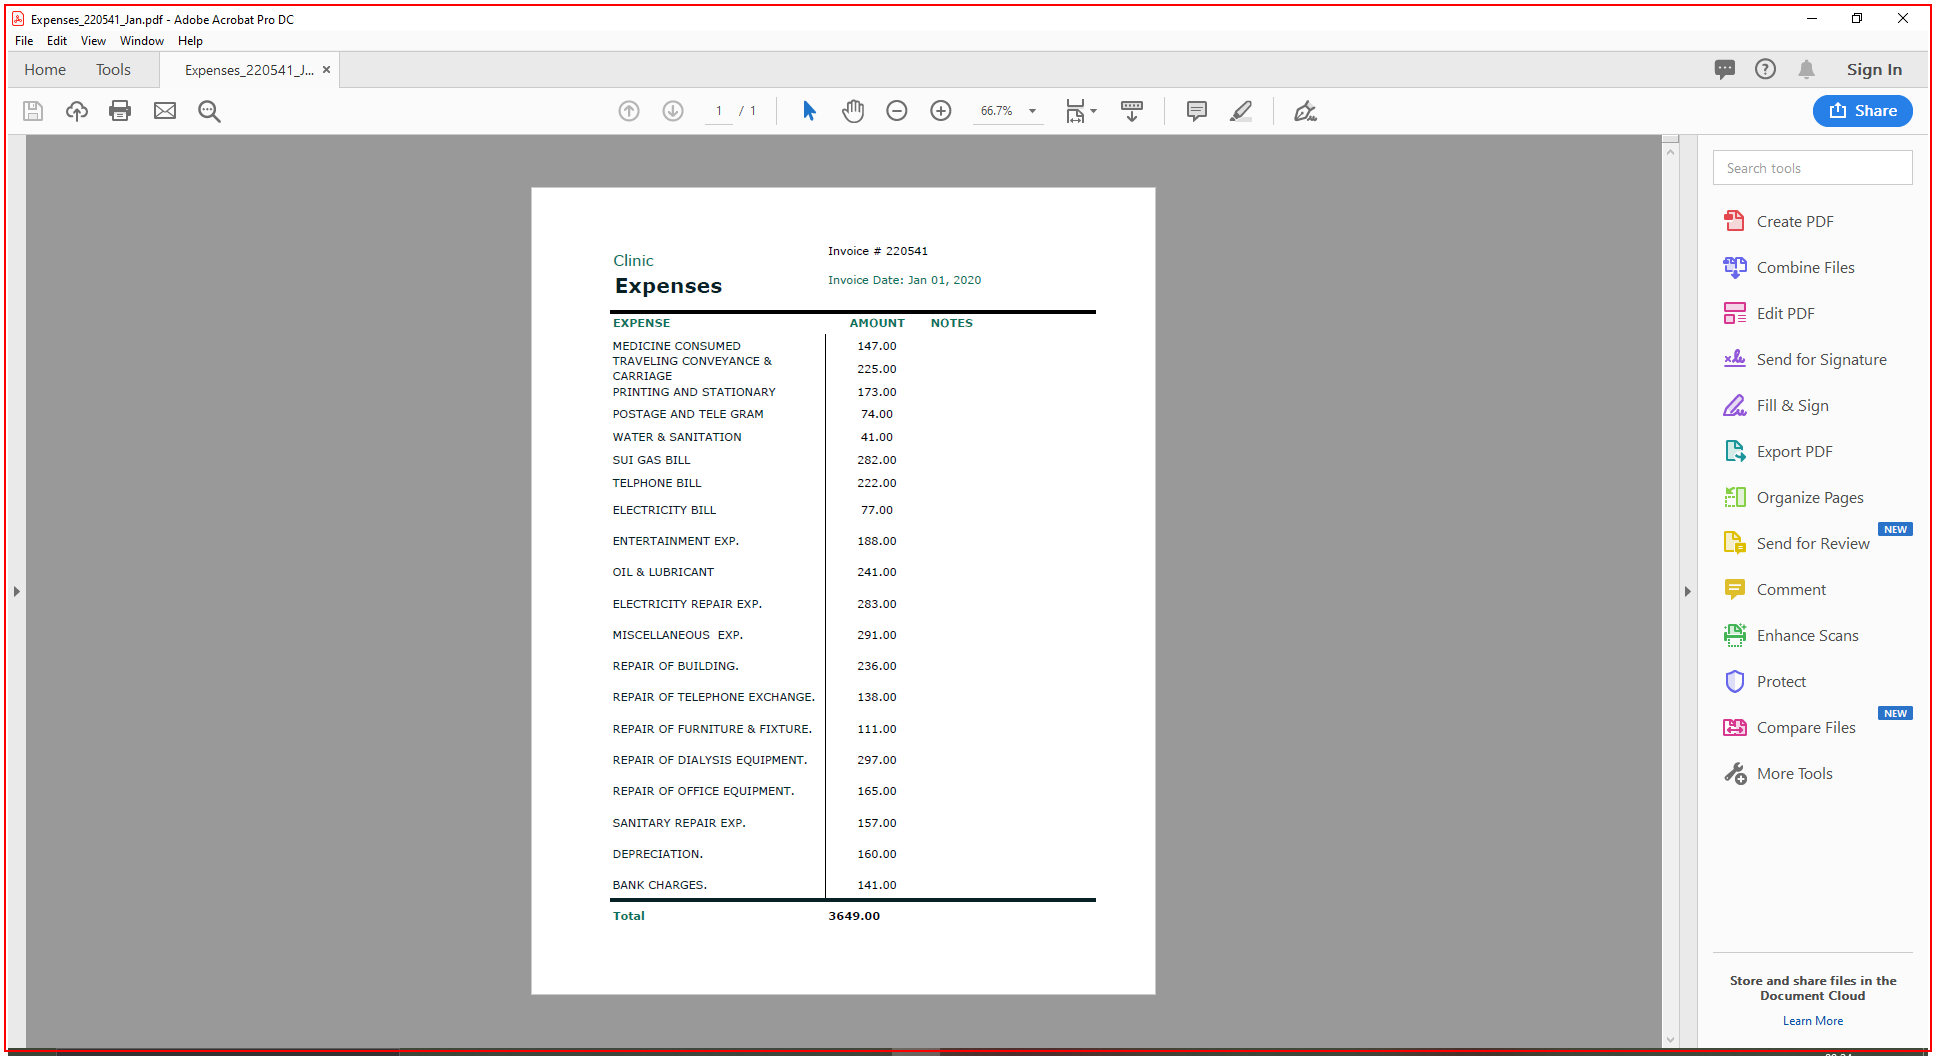 Expenses_220541_Jan.pdf - Adobe Acrobat Pro DC
File Edit View Window Help
Home Tools Expenses_220541_J... × Sign In
1 / 1 66.7% Share
Search tools
Create PDF
Combine Files
Edit PDF
Send for Signature
Fill & Sign
Export PDF
Organize Pages
NEW
Send for Review
Comment
Enhance Scans
Protect
NEW
Compare Files
More Tools
Store and share files in the
Document Cloud
Learn More
Invoice # 220541
Clinic
Invoice Date: Jan 01, 2020
Expenses
EXPENSE AMOUNT NOTES
MEDICINE CONSUMED 147.00
TRAVELING CONVEYANCE &
CARRIAGE 225.00
PRINTING AND STATIONARY 173.00
POSTAGE AND TELE GRAM 74.00
WATER & SANITATION 41.00
SUI GAS BILL 282.00
TELPHONE BILL 222.00
ELECTRICITY BILL 77.00
ENTERTAINMENT EXP. 188.00
OIL & LUBRICANT 241.00
ELECTRICITY REPAIR EXP. 283.00
MISCELLANEOUS  EXP. 291.00
REPAIR OF BUILDING. 236.00
REPAIR OF TELEPHONE EXCHANGE. 138.00
REPAIR OF FURNITURE & FIXTURE. 111.00
REPAIR OF DIALYSIS EQUIPMENT. 297.00
REPAIR OF OFFICE EQUIPMENT. 165.00
SANITARY REPAIR EXP. 157.00
DEPRECIATION. 160.00
BANK CHARGES. 141.00
Total 3649.00